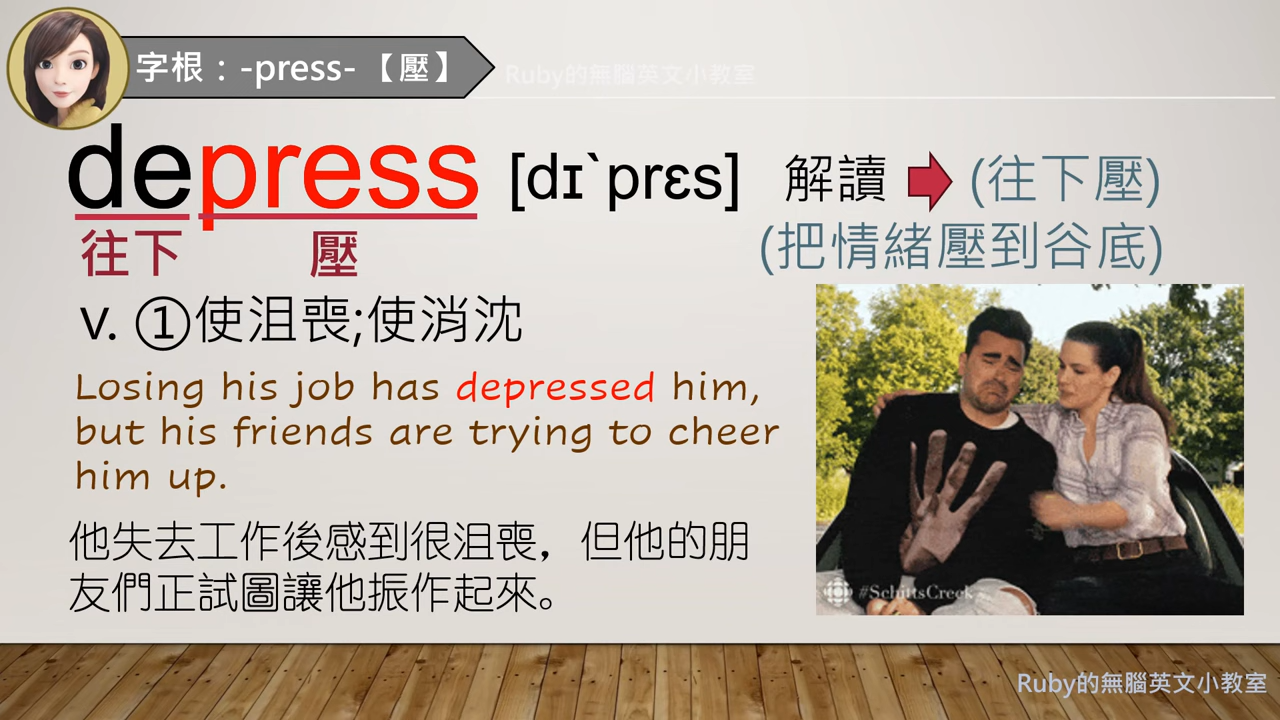 字根：-press- 【壓】
Ruby的無腦英文小教室
depress [dɪˋprɛs] 解讀 (往下壓)
往下 壓 (把情緒壓到谷底)
v. ①使沮喪;使消沈
Losing his job has depressed him,
but his friends are trying to cheer
him up.
他失去工作後感到很沮喪，但他的朋
友們正試圖讓他振作起來。
#SchittsCreek
Ruby的無腦英文小教室